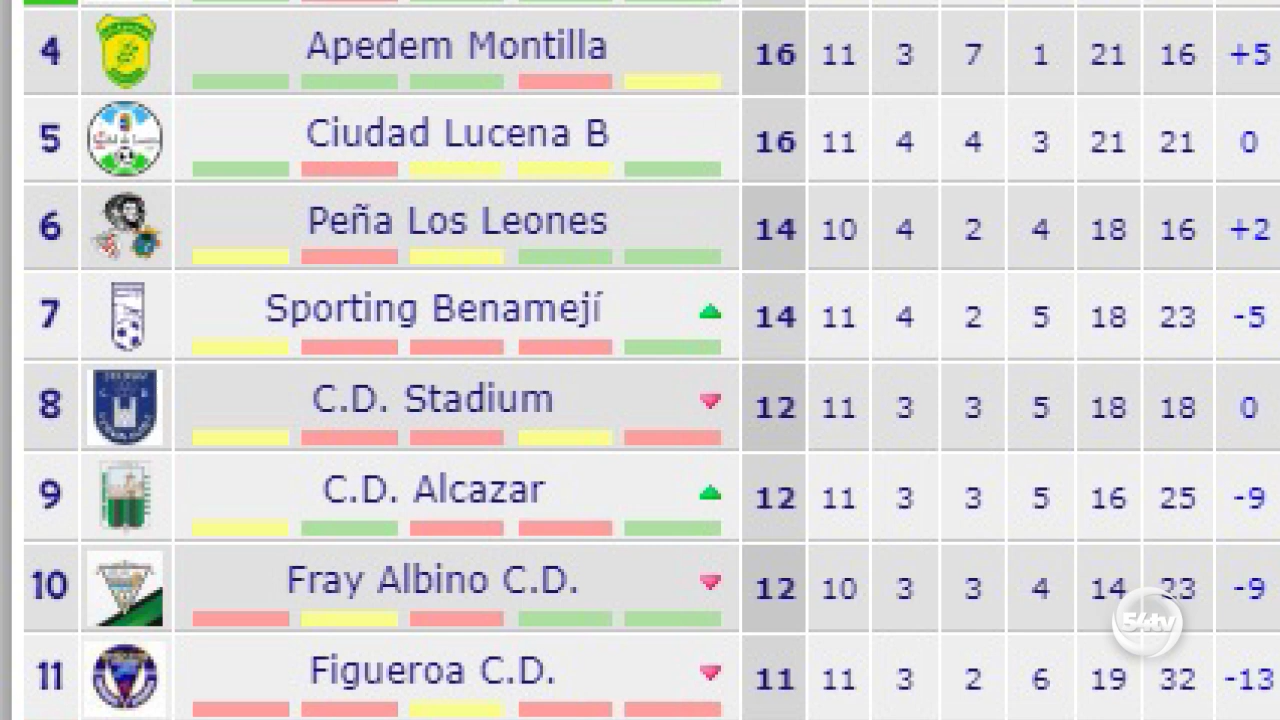 4 Apedem Montilla 16 11 3 7 1 21 16 +5
5 Ciudad Lucena B 16 11 4 4 3 21 21 0
6 Peña Los Leones 14 10 4 2 4 18 16 +2
7 Sporting Benamejí 14 11 4 2 5 18 23 -5
8 C.D. Stadium 12 11 3 3 5 18 18 0
9 C.D. Alcazar 12 11 3 3 5 16 25 -9
10 Fray Albino C.D. 12 10 3 3 4 14 23 -9
54tv
11 Figueroa C.D. 11 11 3 2 6 19 32 -13